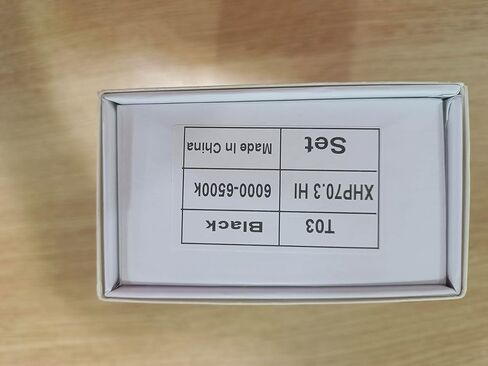 T03 Black
XHP70.3 HI 6000-6500k
Set Made In China